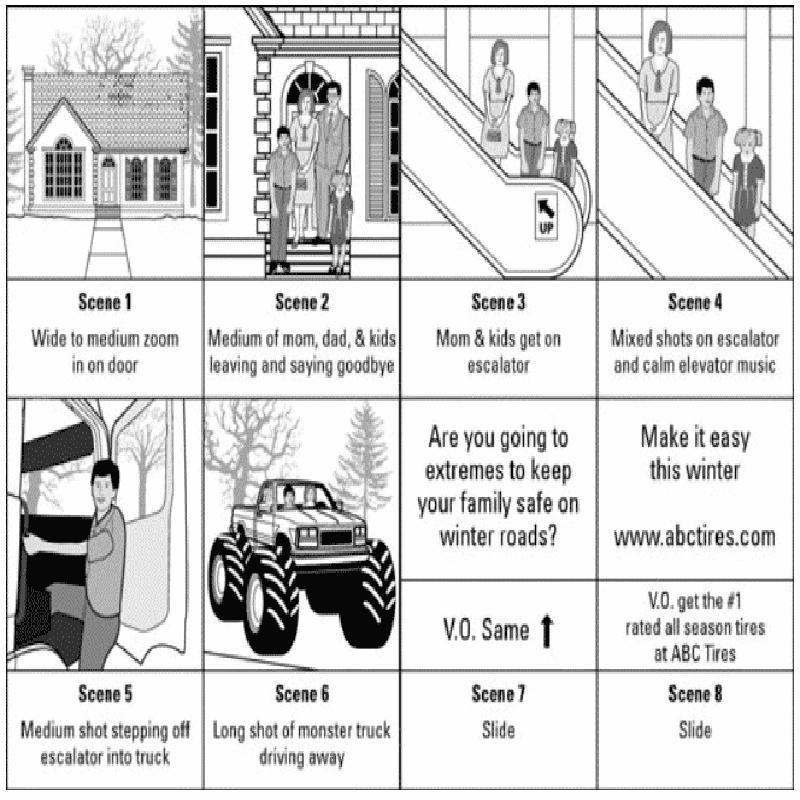 UP
Scene 1
Wide to medium zoom
in on door
Scene 2
Medium of mom, dad, & kids
leaving and saying goodbye
Scene 3
Mom & kids get on
escalator
Scene 4
Mixed shots on escalator
and calm elevator music
Are you going to
extremes to keep
your family safe on
winter roads?
V.O. Same ↑
Make it easy
this winter
www.abctires.com
V.O. get the #1
rated all season tires
at ABC Tires
Scene 5
Medium shot stepping off
escalator into truck
Scene 6
Long shot of monster truck
driving away
Scene 7
Slide
Scene 8
Slide